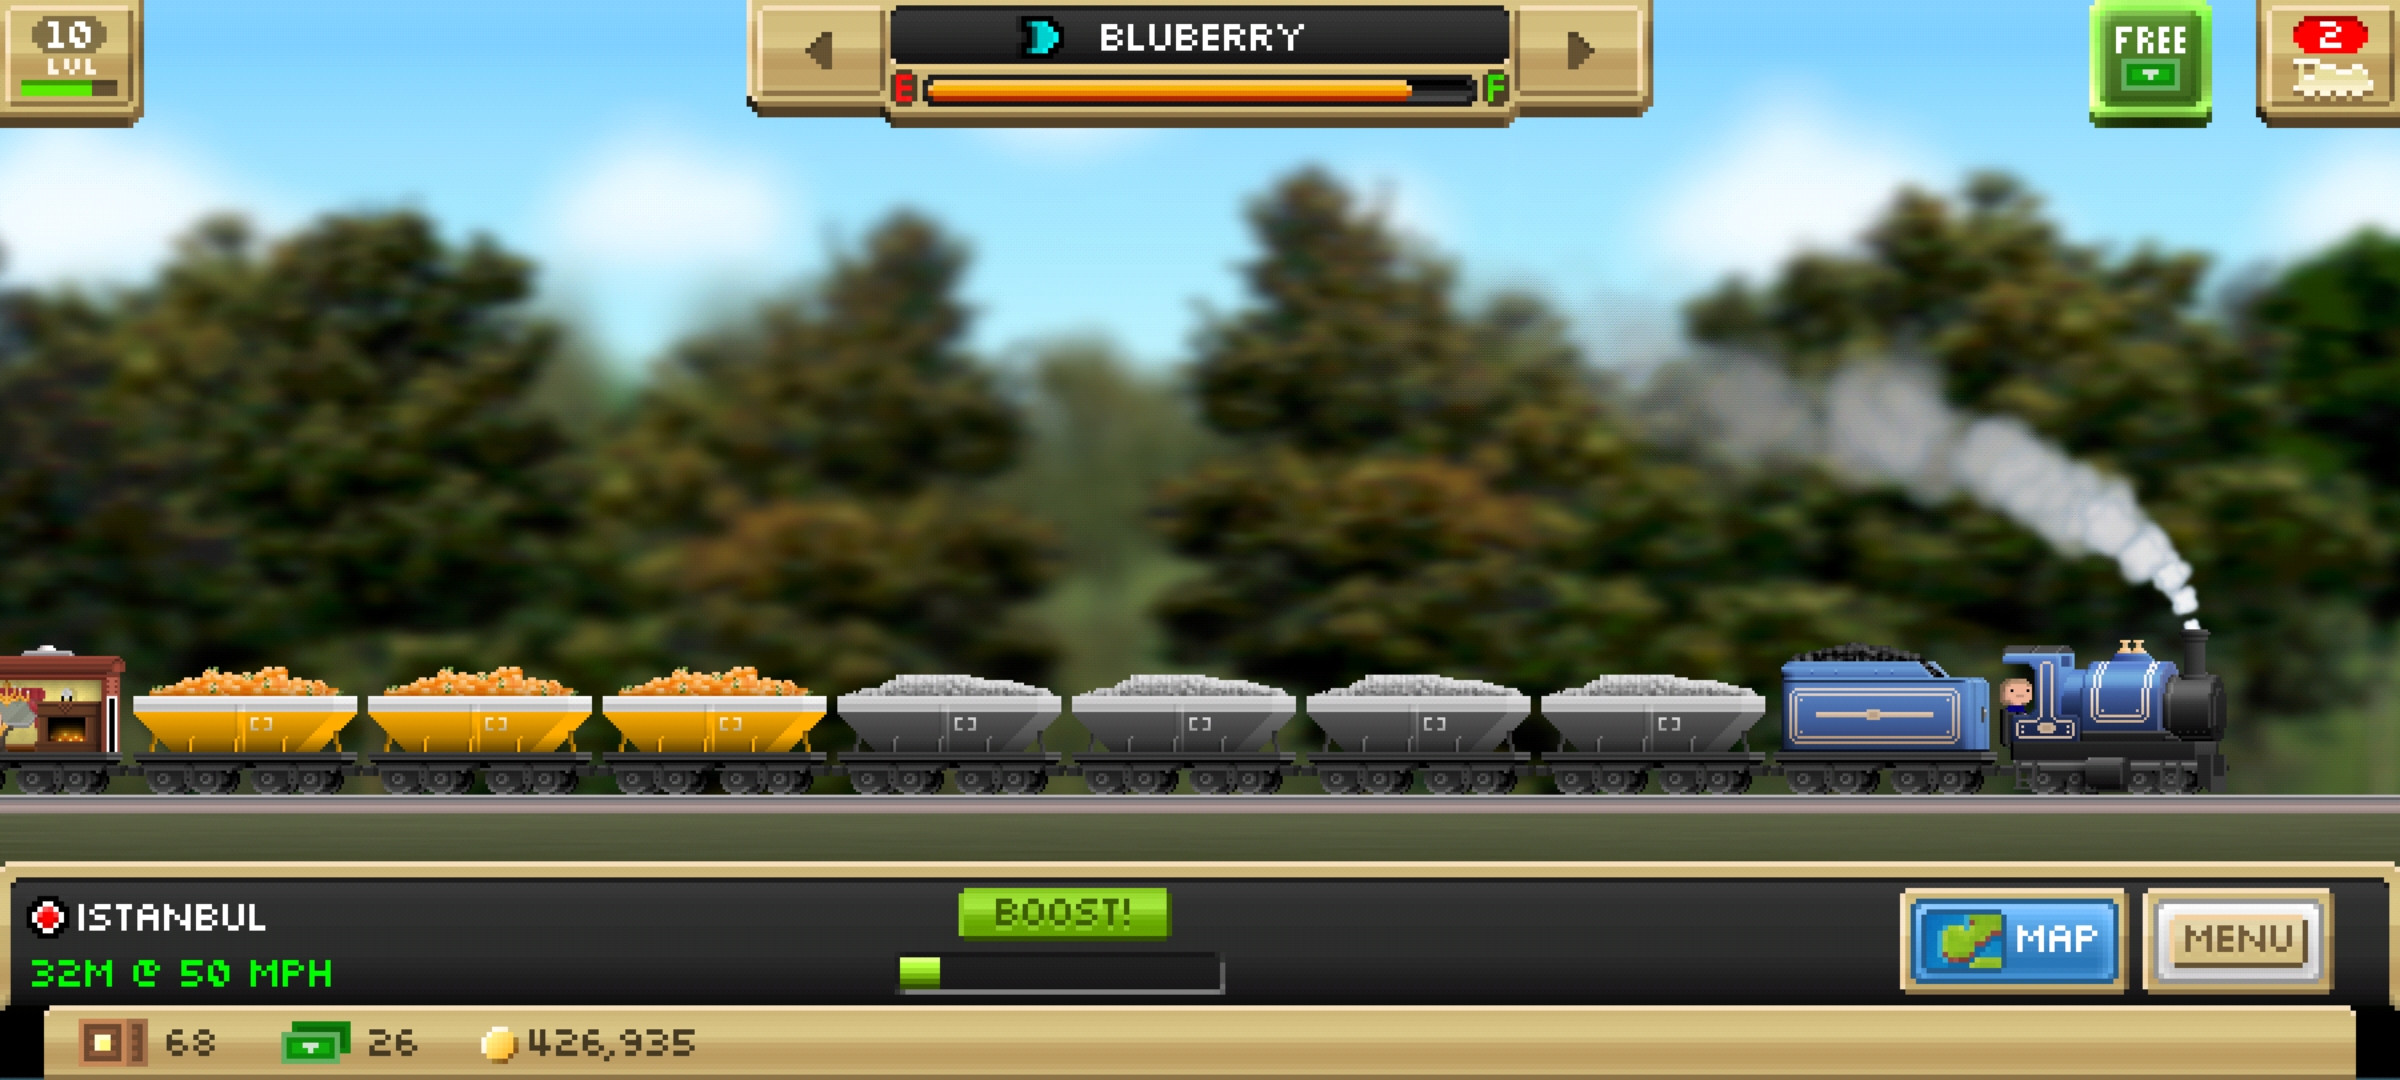 10
LVL
BLUBERRY
E F
FREE
2
ISTANBUL
32M @ 50 MPH
BOOST!
MAP
MENU
68 26 426,935